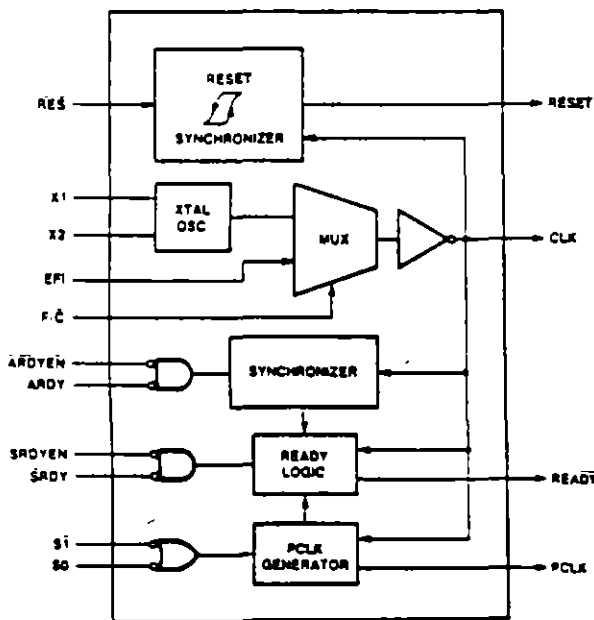 RESET
RES
RESET
SYNCHRONIZER
X1
XTAL
OSC
X2
MUX
CLK
EFI
F/C
ARDYEN
ARDY
SYNCHRONIZER
SRDYEN
SRDY
READY
LOGIC
READY
S1
S0
PCLK
GENERATOR
PCLK